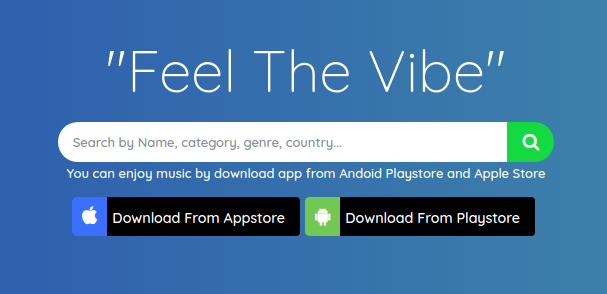 "Feel The Vibe"
Search by Name, category, genre, country...
You can enjoy music by download app from Andoid Playstore and Apple Store
Download From Appstore
Download From Playstore